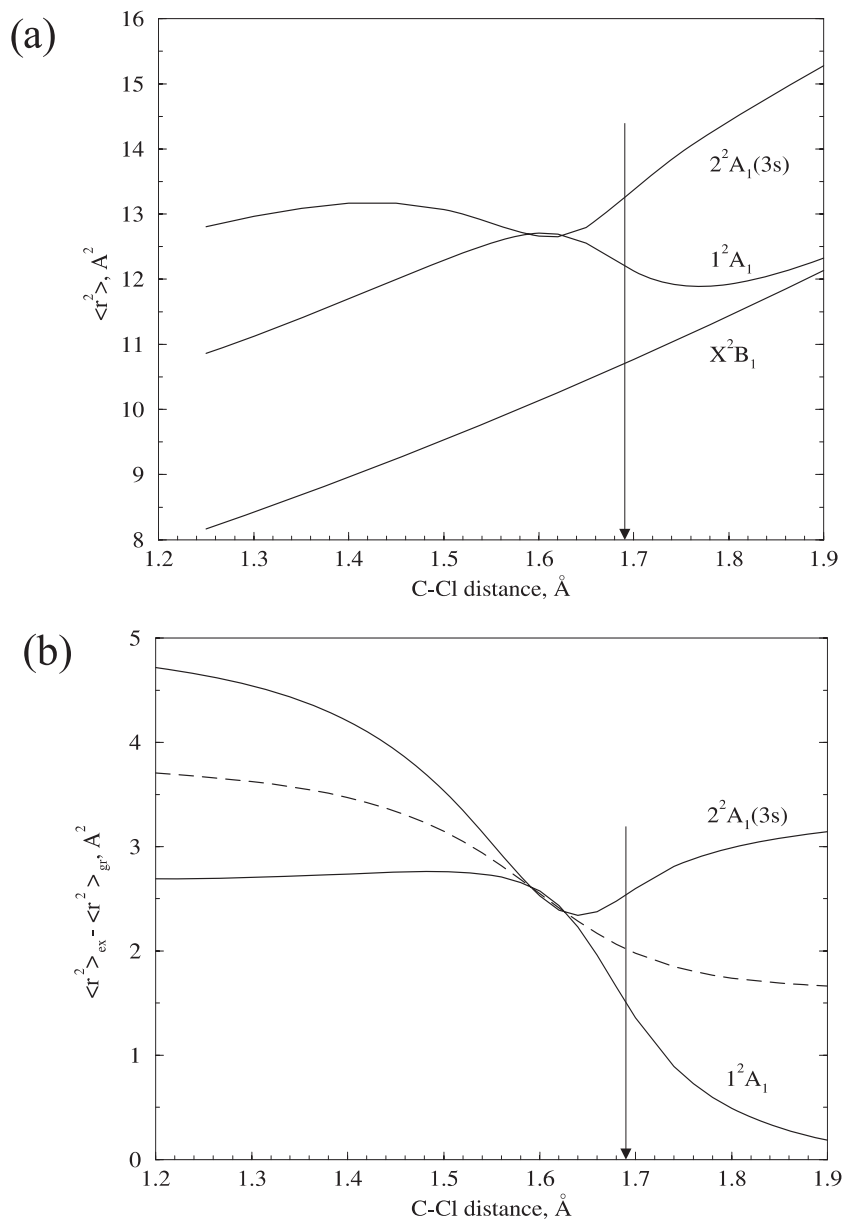 (a)
16
15
14
13
12
11
10
9
8
<r²>, A²
2²A₁(3s)
1²A₁
X²B₁
1.2 1.3 1.4 1.5 1.6 1.7 1.8 1.9
C-Cl distance, Å
(b)
5
4
3
2
1
0
<r²>ₑₓ - <r²>gr, A²
2²A₁(3s)
1²A₁
1.2 1.3 1.4 1.5 1.6 1.7 1.8 1.9
C-Cl distance, Å